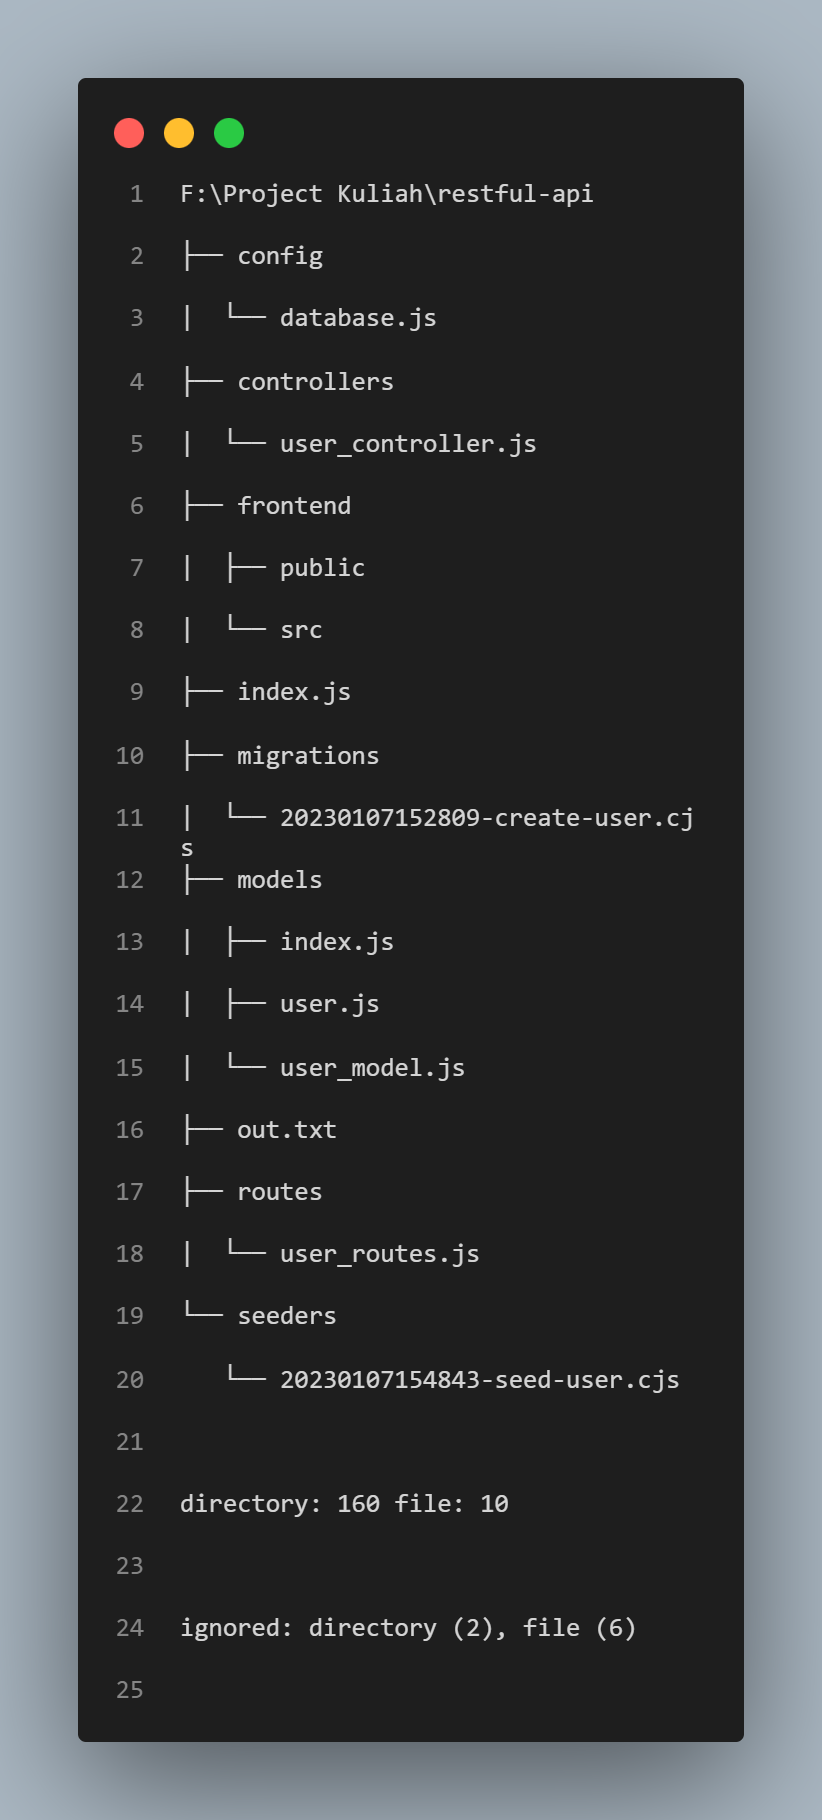 1 F:\Project Kuliah\restful-api
2 ├── config
3 |  └── database.js
4 ├── controllers
5 |  └── user_controller.js
6 ├── frontend
7 |  ├── public
8 |  └── src
9 ├── index.js
10 ├── migrations
11 |  └── 20230107152809-create-user.cj
s
12 ├── models
13 |  ├── index.js
14 |  ├── user.js
15 |  └── user_model.js
16 ├── out.txt
17 ├── routes
18 |  └── user_routes.js
19 └── seeders
20    └── 20230107154843-seed-user.cjs
21
22 directory: 160 file: 10
23
24 ignored: directory (2), file (6)
25